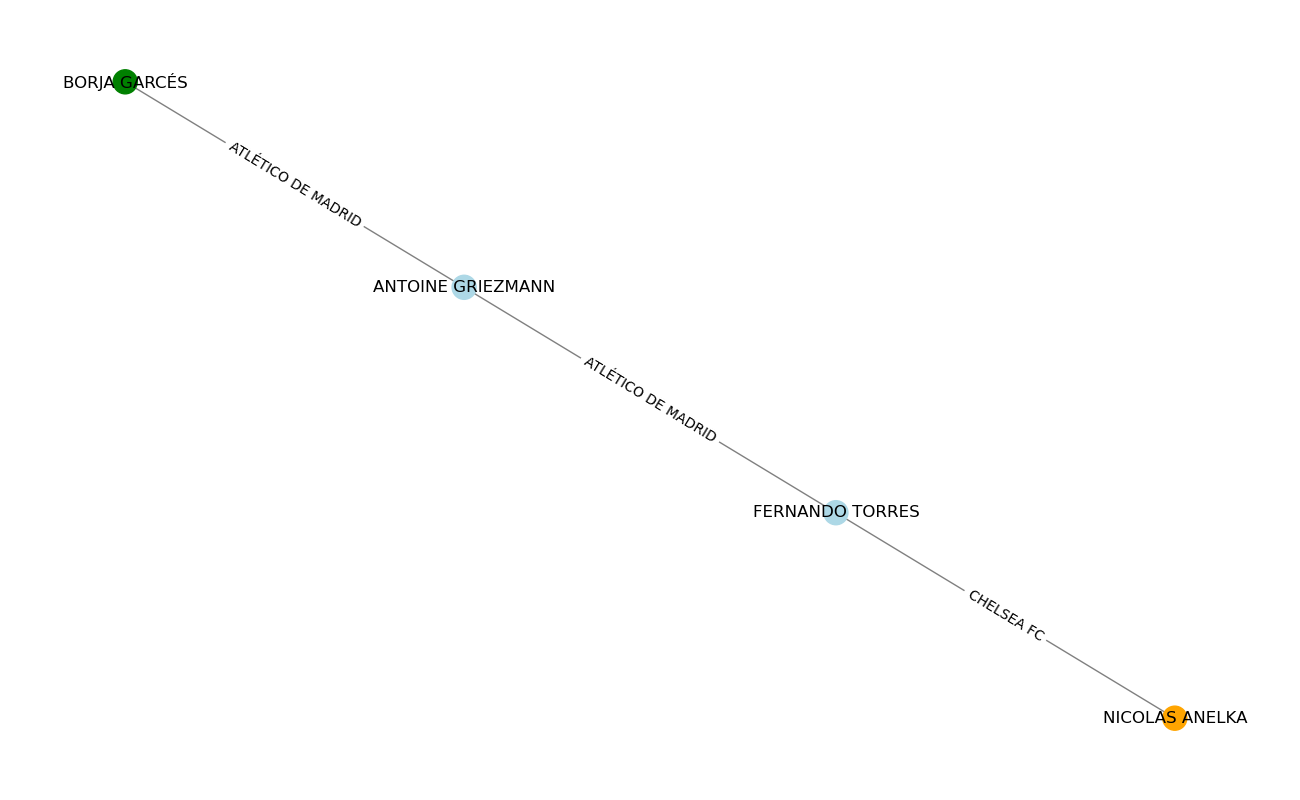 BORJA GARCÉS
ATLÉTICO DE MADRID
ANTOINE GRIEZMANN
ATLÉTICO DE MADRID
FERNANDO TORRES
CHELSEA FC
NICOLAS ANELKA